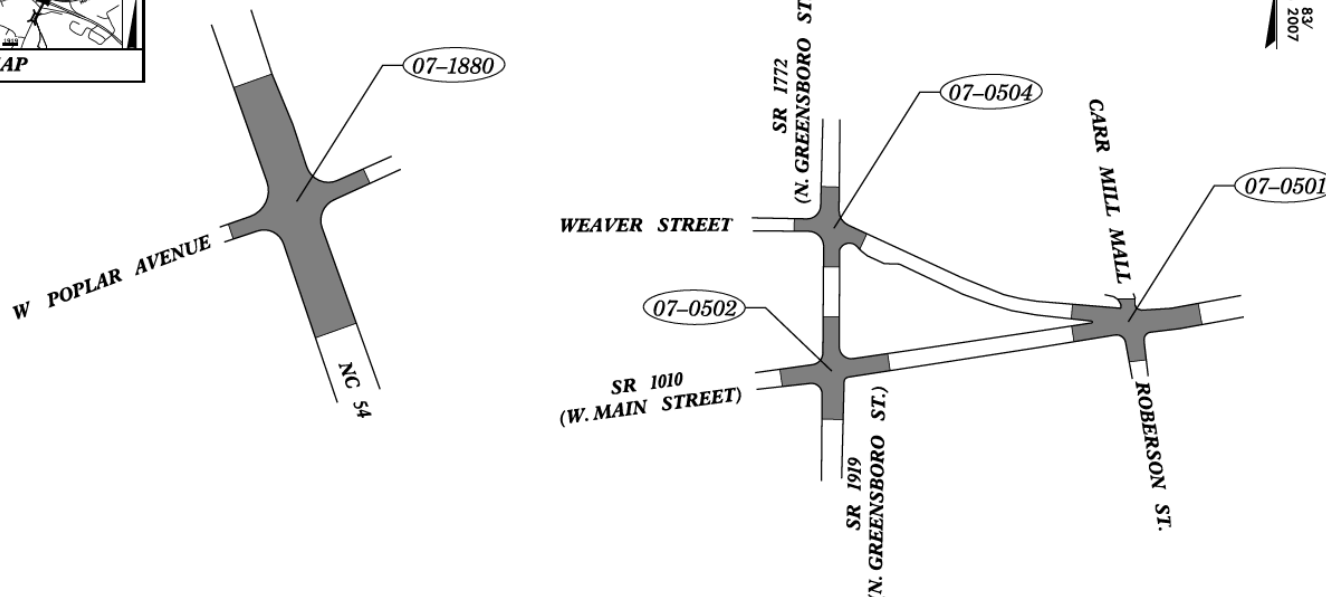 AP
07-1880
W POPLAR AVENUE
NC 54
SR 1772
(N. GREENSBORO ST
07-0504
WEAVER STREET
07-0502
SR 1010
(W. MAIN STREET)
SR 1919
(N. GREENSBORO ST.)
CARR MILL MALL
07-0501
ROBERSON ST.
83/
2007